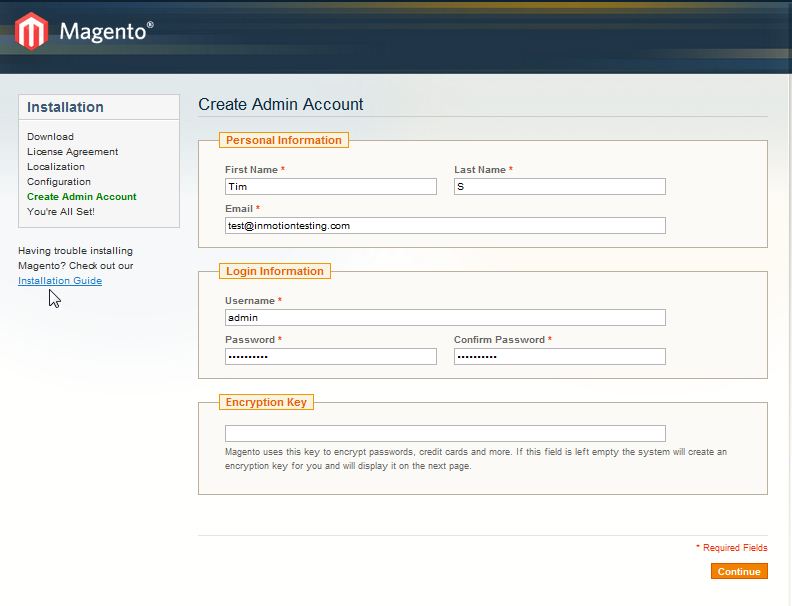 Magento®
Installation
Download
License Agreement
Localization
Configuration
Create Admin Account
You're All Set!
Having trouble installing
Magento? Check out our
Installation Guide
Create Admin Account
Personal Information
First Name * Last Name *
Tim S
Email *
test@inmotiontesting.com
Login Information
Username *
admin
Password * Confirm Password *
•••••••••• ••••••••••
Encryption Key
Magento uses this key to encrypt passwords, credit cards and more. If this field is left empty the system will create an
encryption key for you and will display it on the next page.
* Required Fields
Continue